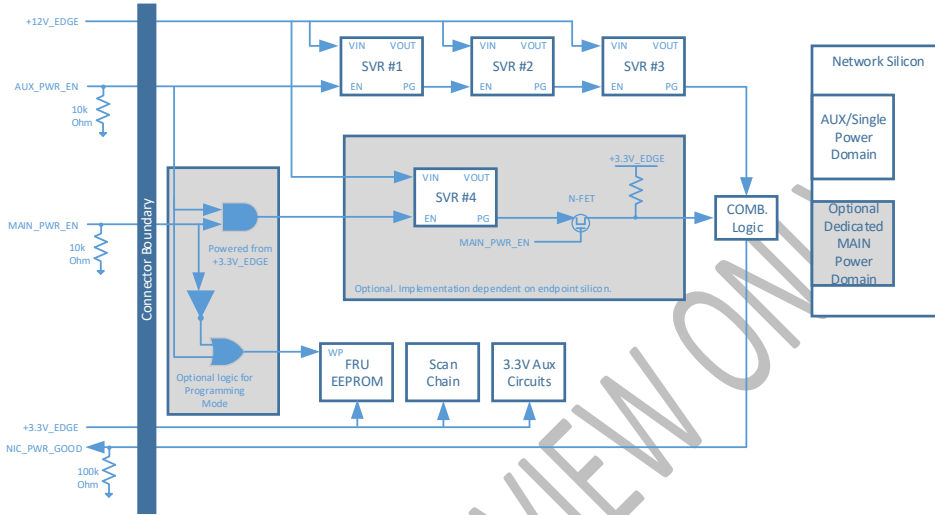 +12V_EDGE
VIN VOUT
SVR #1
EN PG
VIN VOUT
SVR #2
EN PG
VIN VOUT
SVR #3
EN PG
Network Silicon
AUX/Single
Power
Domain
Optional
Dedicated
MAIN
Power
Domain
AUX_PWR_EN
10k
Ohm
Connector Boundary
+3.3V_EDGE
VIN VOUT
SVR #4
EN PG
N-FET
MAIN_PWR_EN
Optional. Implementation dependent on endpoint silicon.
COMB.
Logic
MAIN_PWR_EN
10k
Ohm
Powered from
+3.3V_EDGE
Optional logic for
Programming
Mode
WP
FRU
EEPROM
Scan
Chain
3.3V Aux
Circuits
+3.3V_EDGE
NIC_PWR_GOOD
100k
Ohm
VIEW ON